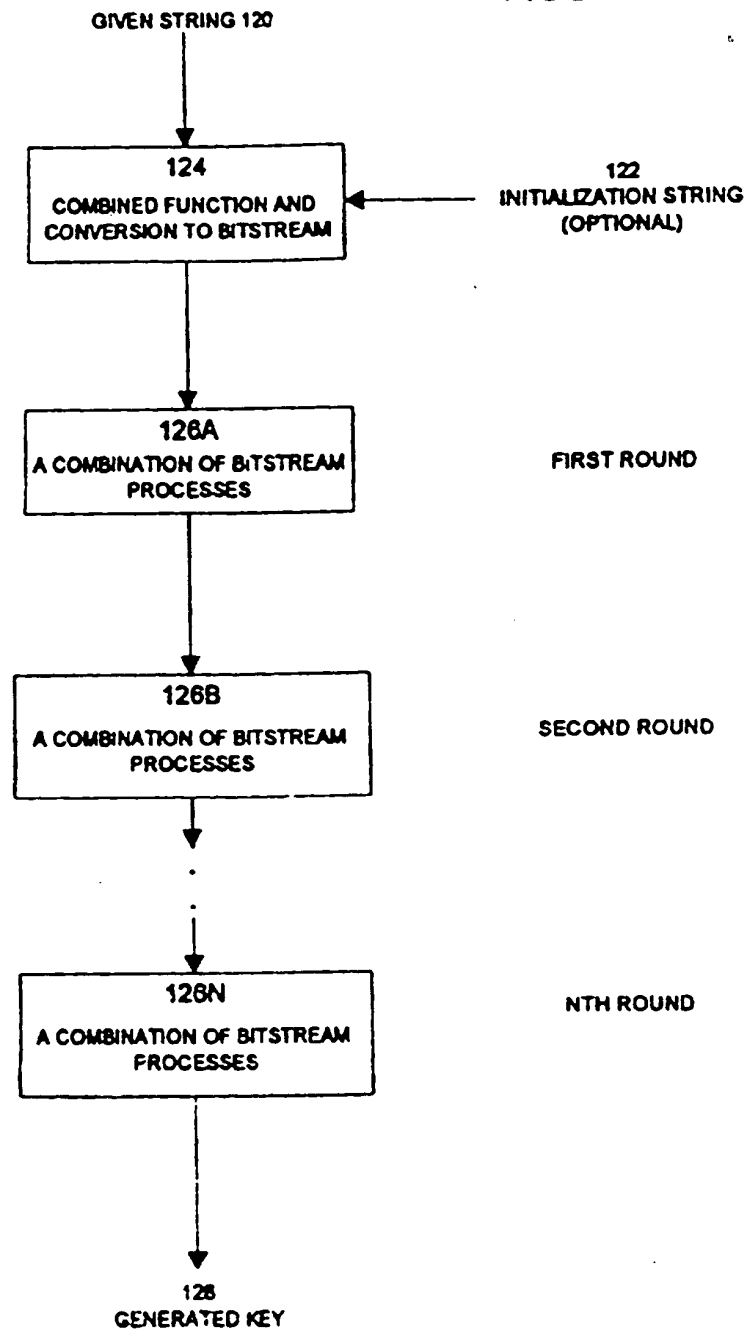 GIVEN STRING 120
124
COMBINED FUNCTION AND
CONVERSION TO BITSTREAM
122
INITIALIZATION STRING
(OPTIONAL)
126A
A COMBINATION OF BITSTREAM
PROCESSES
FIRST ROUND
126B
A COMBINATION OF BITSTREAM
PROCESSES
SECOND ROUND
126N
A COMBINATION OF BITSTREAM
PROCESSES
NTH ROUND
128
GENERATED KEY